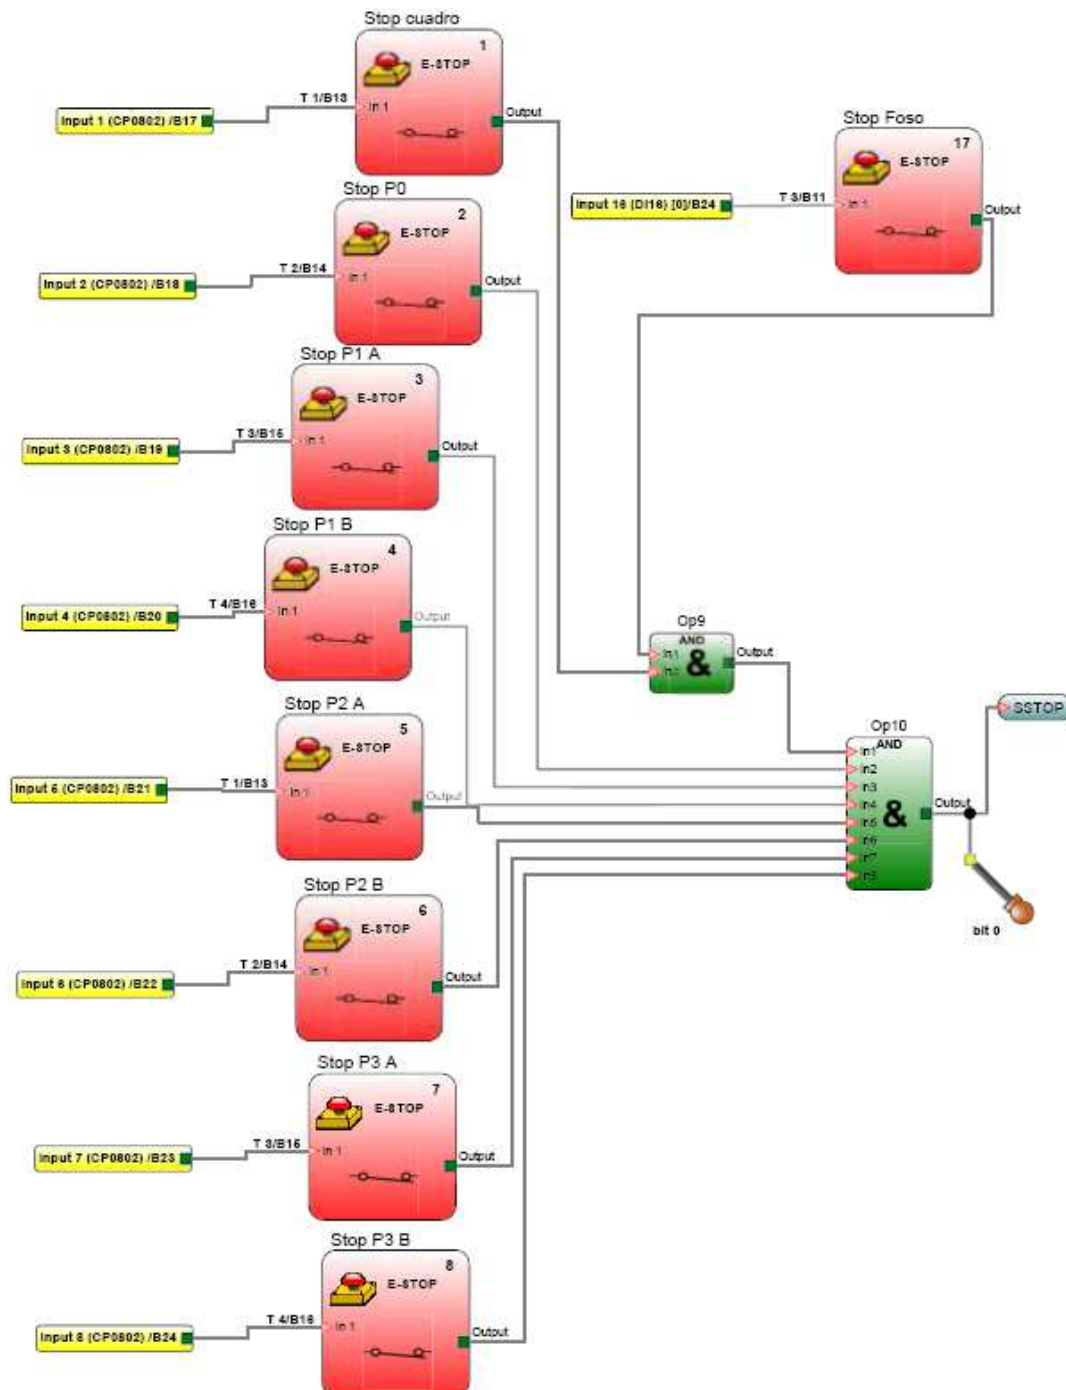 Stop cuadro
1
E-STOP
T 1/B13
In 1
Output
Input 1 (CP0802) /B17
Stop Foso
17
E-STOP
Input 16 (DI16) [0]/B24
T 3/B11
In 1
Output
Stop P0
2
E-STOP
T 2/B14
In 1
Output
Input 2 (CP0802) /B18
Stop P1 A
3
E-STOP
T 3/B15
In 1
Output
Input 3 (CP0802) /B19
Stop P1 B
4
E-STOP
T 4/B16
In 1
Output
Input 4 (CP0802) /B20
Op9
AND
In1
In2
&
Output
Stop P2 A
5
E-STOP
T 1/B13
In 1
Output
Input 5 (CP0802) /B21
Op10
AND
In1
In2
In3
In4
In5
In6
In7
In8
&
Output
SSTOP
bit 0
Stop P2 B
6
E-STOP
T 2/B14
In 1
Output
Input 6 (CP0802) /B22
Stop P3 A
7
E-STOP
T 3/B15
In 1
Output
Input 7 (CP0802) /B23
Stop P3 B
8
E-STOP
T 4/B16
In 1
Output
Input 8 (CP0802) /B24